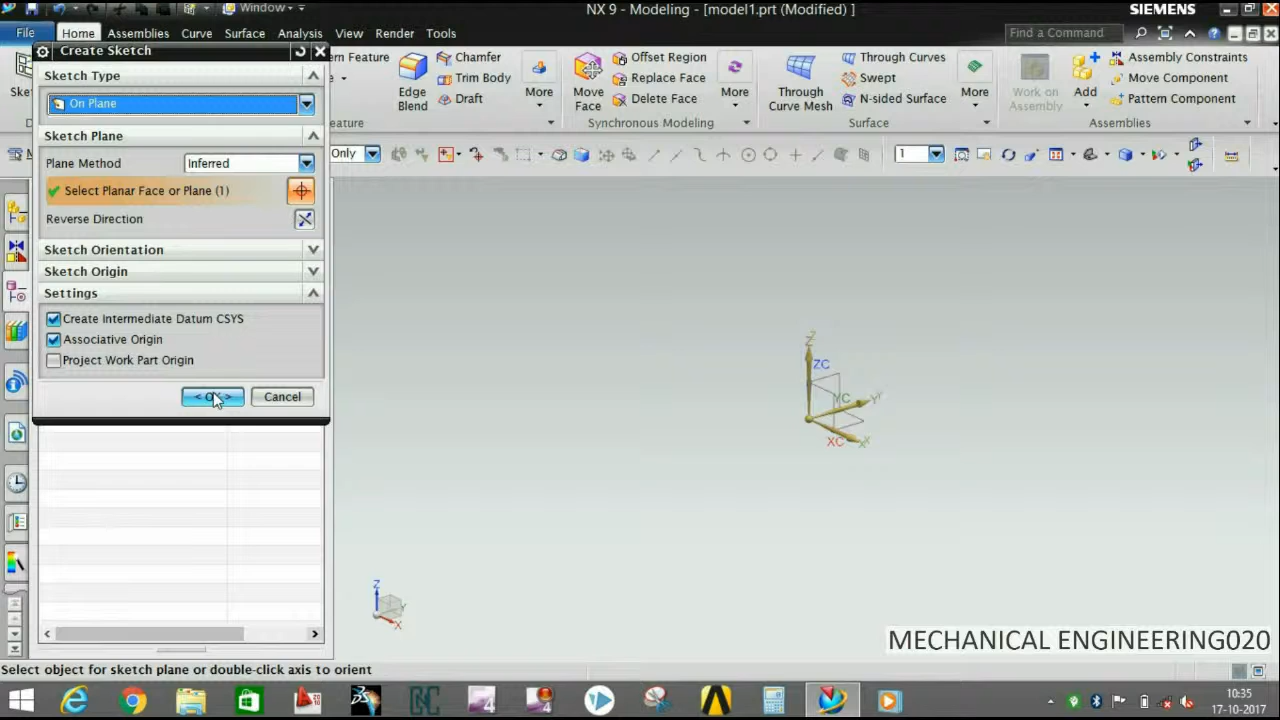 Window
NX 9 - Modeling - [model1.prt (Modified) ]
SIEMENS
File Home Assemblies Curve Surface Analysis View Render Tools
Find a Command
Create Sketch
Sketch Type
On Plane
Sketch Plane
Plane Method Inferred
Select Planar Face or Plane (1)
Reverse Direction
Sketch Orientation
Sketch Origin
Settings
Create Intermediate Datum CSYS
Associative Origin
Project Work Part Origin
Cancel
Edge Blend
Chamfer
Trim Body
Draft
More
Move Face
Offset Region
Replace Face
Delete Face
More
Synchronous Modeling
Through Curve Mesh
Through Curves
Swept
N-sided Surface
More
Surface
Work on Assembly
Add
Assembly Constraints
Move Component
Pattern Component
Assemblies
Only
1
Z
ZC
YC Y
XC X
Z
Y
X
MECHANICAL ENGINEERING020
Select object for sketch plane or double-click axis to orient
10:35
17-10-2017